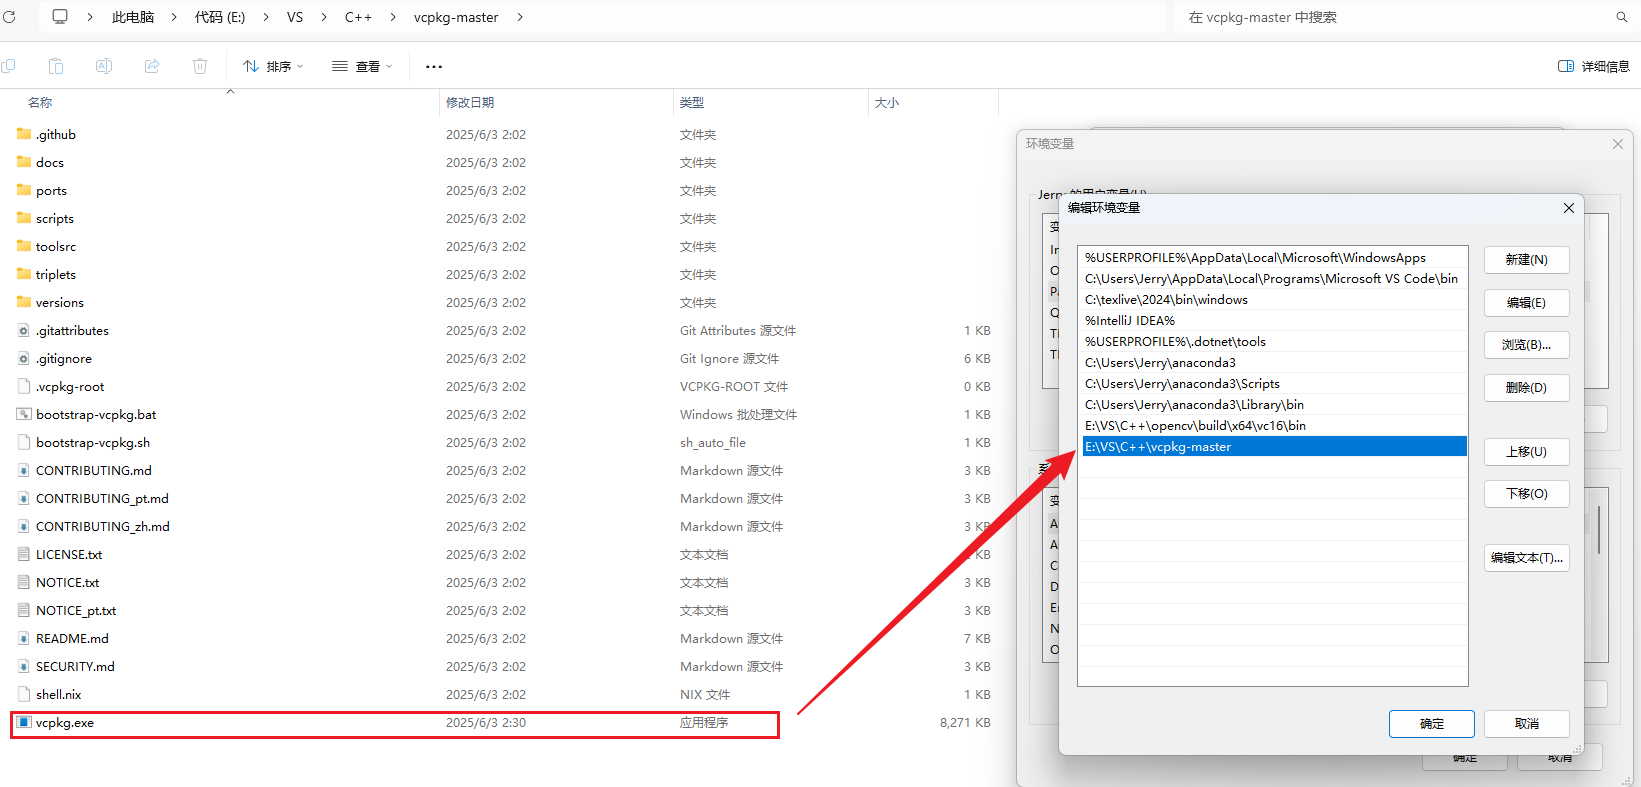 此电脑 代码 (E:) VS C++ vcpkg-master
在 vcpkg-master 中搜索
排序 查看
详细信息
名称 修改日期 类型 大小
.github 2025/6/3 2:02 文件夹
docs 2025/6/3 2:02 文件夹
ports 2025/6/3 2:02 文件夹
scripts 2025/6/3 2:02 文件夹
toolsrc 2025/6/3 2:02 文件夹
triplets 2025/6/3 2:02 文件夹
versions 2025/6/3 2:02 文件夹
.gitattributes 2025/6/3 2:02 Git Attributes 源文件 1 KB
.gitignore 2025/6/3 2:02 Git Ignore 源文件 6 KB
.vcpkg-root 2025/6/3 2:02 VCPKG-ROOT 文件 0 KB
bootstrap-vcpkg.bat 2025/6/3 2:02 Windows 批处理文件 1 KB
bootstrap-vcpkg.sh 2025/6/3 2:02 sh_auto_file 1 KB
CONTRIBUTING.md 2025/6/3 2:02 Markdown 源文件 3 KB
CONTRIBUTING_pt.md 2025/6/3 2:02 Markdown 源文件 3 KB
CONTRIBUTING_zh.md 2025/6/3 2:02 Markdown 源文件 3 KB
LICENSE.txt 2025/6/3 2:02 文本文档 KB
NOTICE.txt 2025/6/3 2:02 文本文档 3 KB
NOTICE_pt.txt 2025/6/3 2:02 文本文档 3 KB
README.md 2025/6/3 2:02 Markdown 源文件 7 KB
SECURITY.md 2025/6/3 2:02 Markdown 源文件 3 KB
shell.nix 2025/6/3 2:02 NIX 文件 1 KB
vcpkg.exe 2025/6/3 2:30 应用程序 8,271 KB
环境变量
编辑环境变量
%USERPROFILE%\AppData\Local\Microsoft\WindowsApps
C:\Users\Jerry\AppData\Local\Programs\Microsoft VS Code\bin
C:\texlive\2024\bin\windows
%IntelliJ IDEA%
%USERPROFILE%\.dotnet\tools
C:\Users\Jerry\anaconda3
C:\Users\Jerry\anaconda3\Scripts
C:\Users\Jerry\anaconda3\Library\bin
E:\VS\C++\opencv\build\x64\vc16\bin
E:\VS\C++\vcpkg-master
新建(N)
编辑(E)
浏览(B)...
删除(D)
上移(U)
下移(O)
编辑文本(T)...
确定
取消
确定
取消